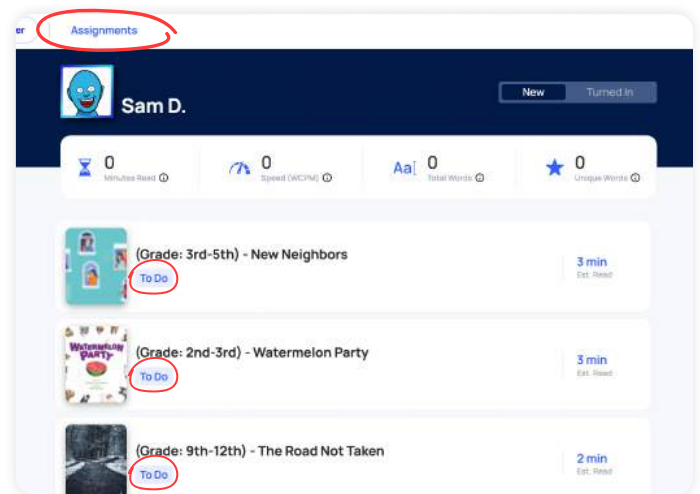 er
Assignments
Sam D.
New
Turned In
0
Minutes Read
0
Speed (WCPM)
Aa
0
Total Words
0
Unique Words
(Grade: 3rd-5th) - New Neighbors
To Do
3 min
Est. Read
WATERMELON
PARTY
(Grade: 2nd-3rd) - Watermelon Party
To Do
3 min
Est. Read
(Grade: 9th-12th) - The Road Not Taken
To Do
2 min
Est. Read